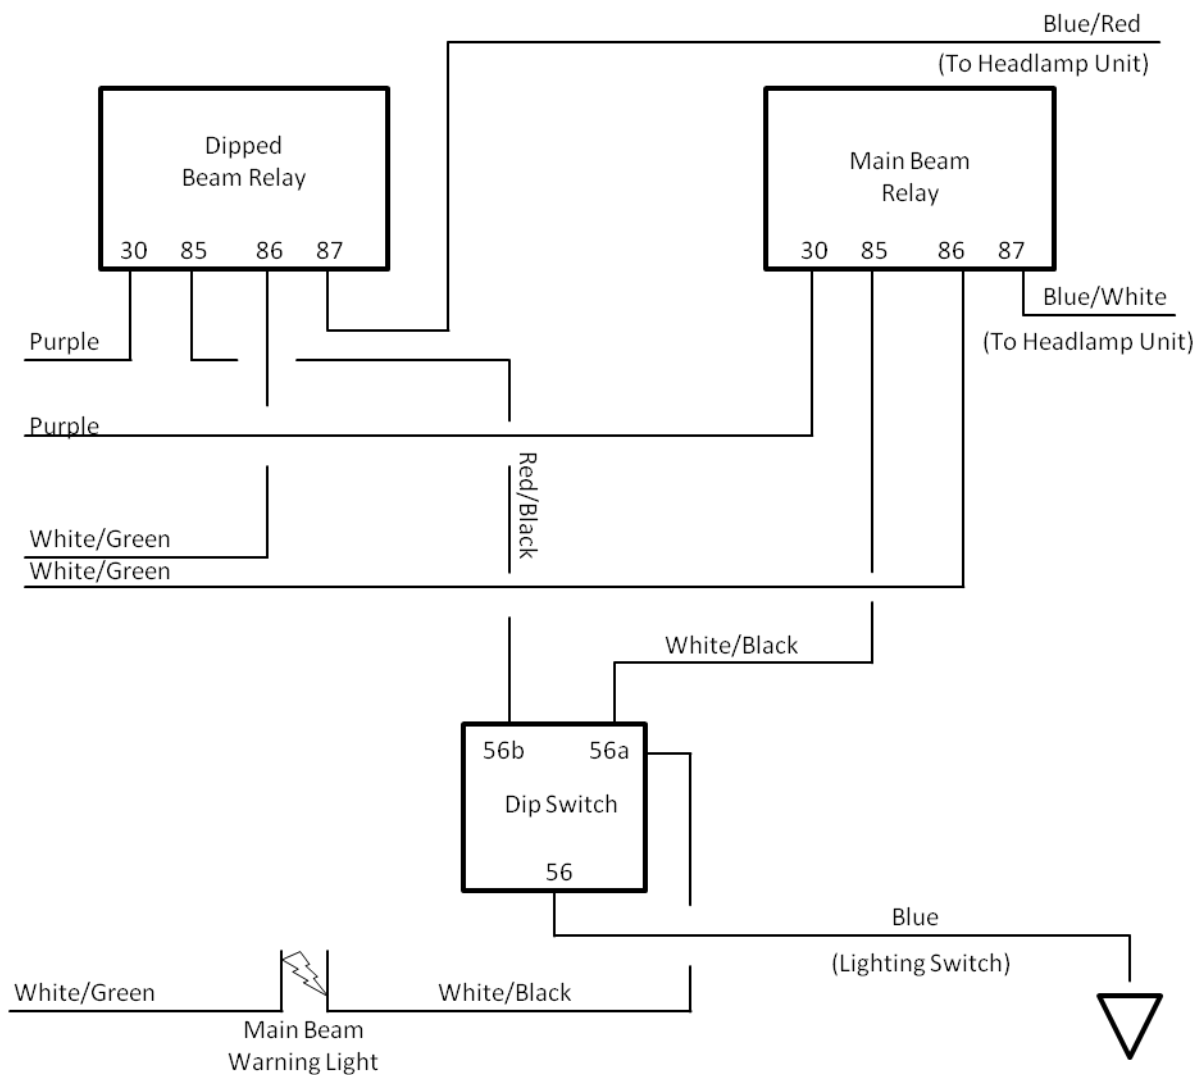 Blue/Red
(To Headlamp Unit)
Dipped
Beam Relay
30 85 86 87
Main Beam
Relay
30 85 86 87
Blue/White
(To Headlamp Unit)
Purple
Purple
Red/Black
White/Green
White/Green
White/Black
56b 56a
Dip Switch
56
Blue
(Lighting Switch)
White/Green
White/Black
Main Beam
Warning Light